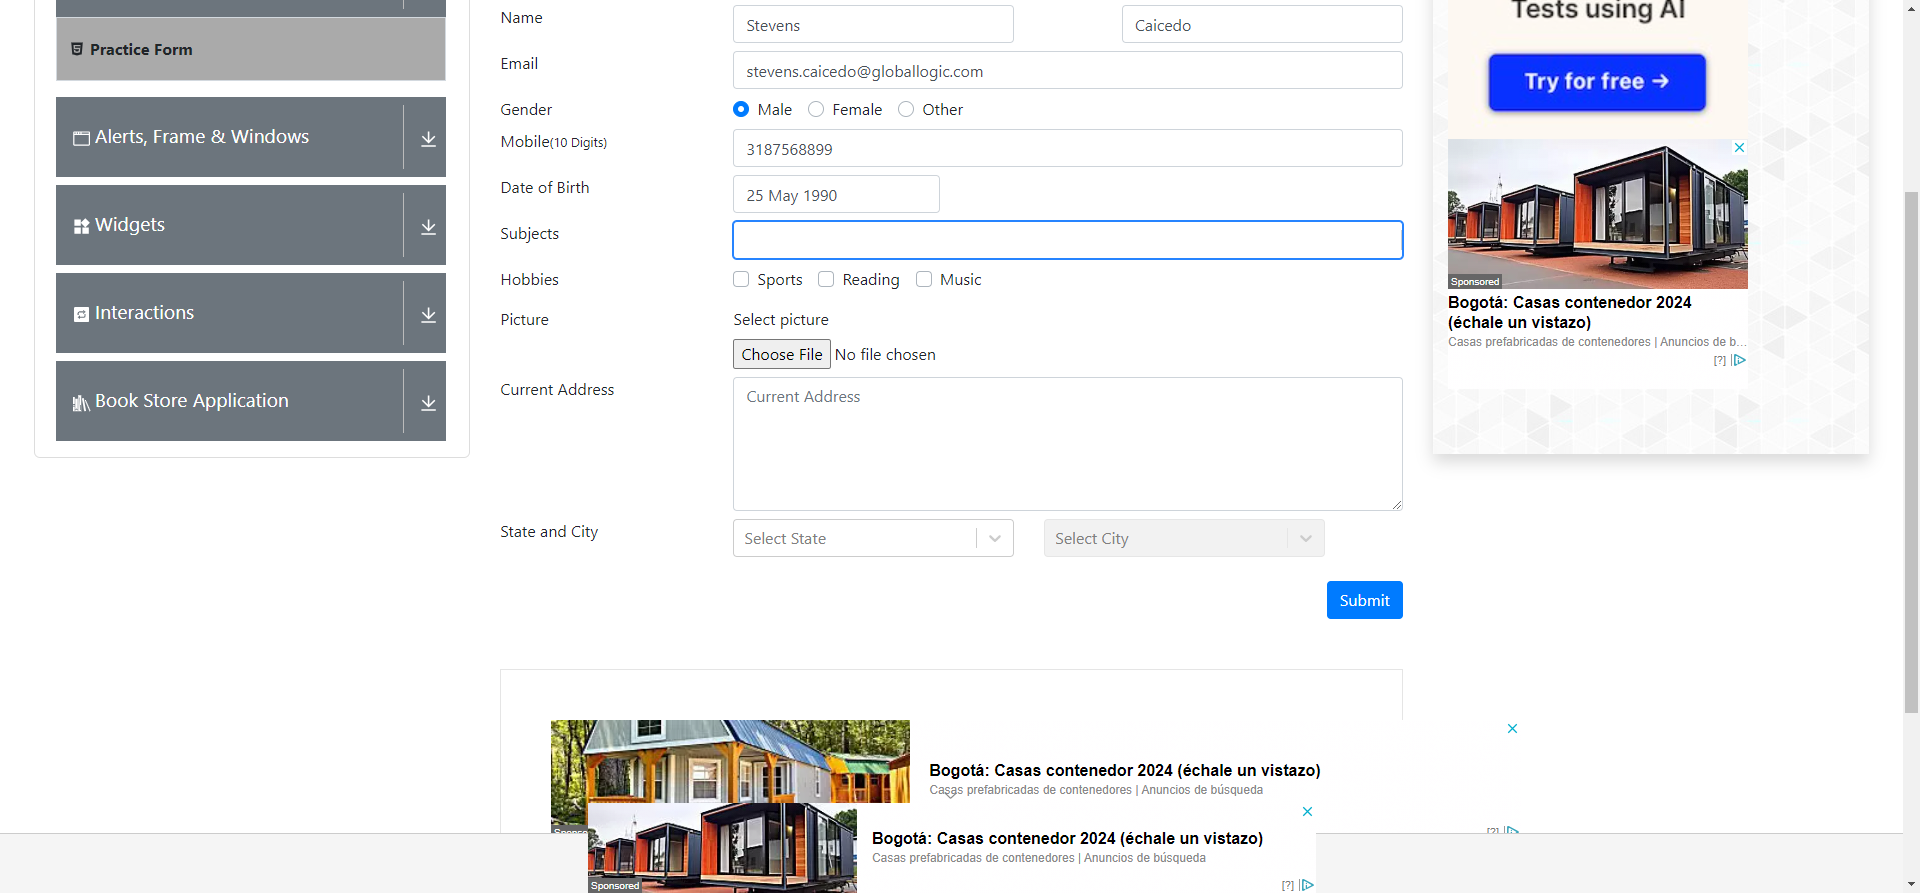 Practice Form
Alerts, Frame & Windows
Widgets
Interactions
Book Store Application
Name
Stevens
Caicedo
Email
stevens.caicedo@globallogic.com
Gender
Male
Female
Other
Mobile(10 Digits)
3187568899
Date of Birth
25 May 1990
Subjects
Hobbies
Sports
Reading
Music
Picture
Select picture
Choose File No file chosen
Current Address
Current Address
State and City
Select State
Select City
Submit
Tests using AI
Try for free →
Sponsored
Bogotá: Casas contenedor 2024
(échale un vistazo)
Casas prefabricadas de contenedores | Anuncios de b...
[?]
Bogotá: Casas contenedor 2024 (échale un vistazo)
Casas prefabricadas de contenedores | Anuncios de búsqueda
[?]
Bogotá: Casas contenedor 2024 (échale un vistazo)
Casas prefabricadas de contenedores | Anuncios de búsqueda
Sponsored
[?]